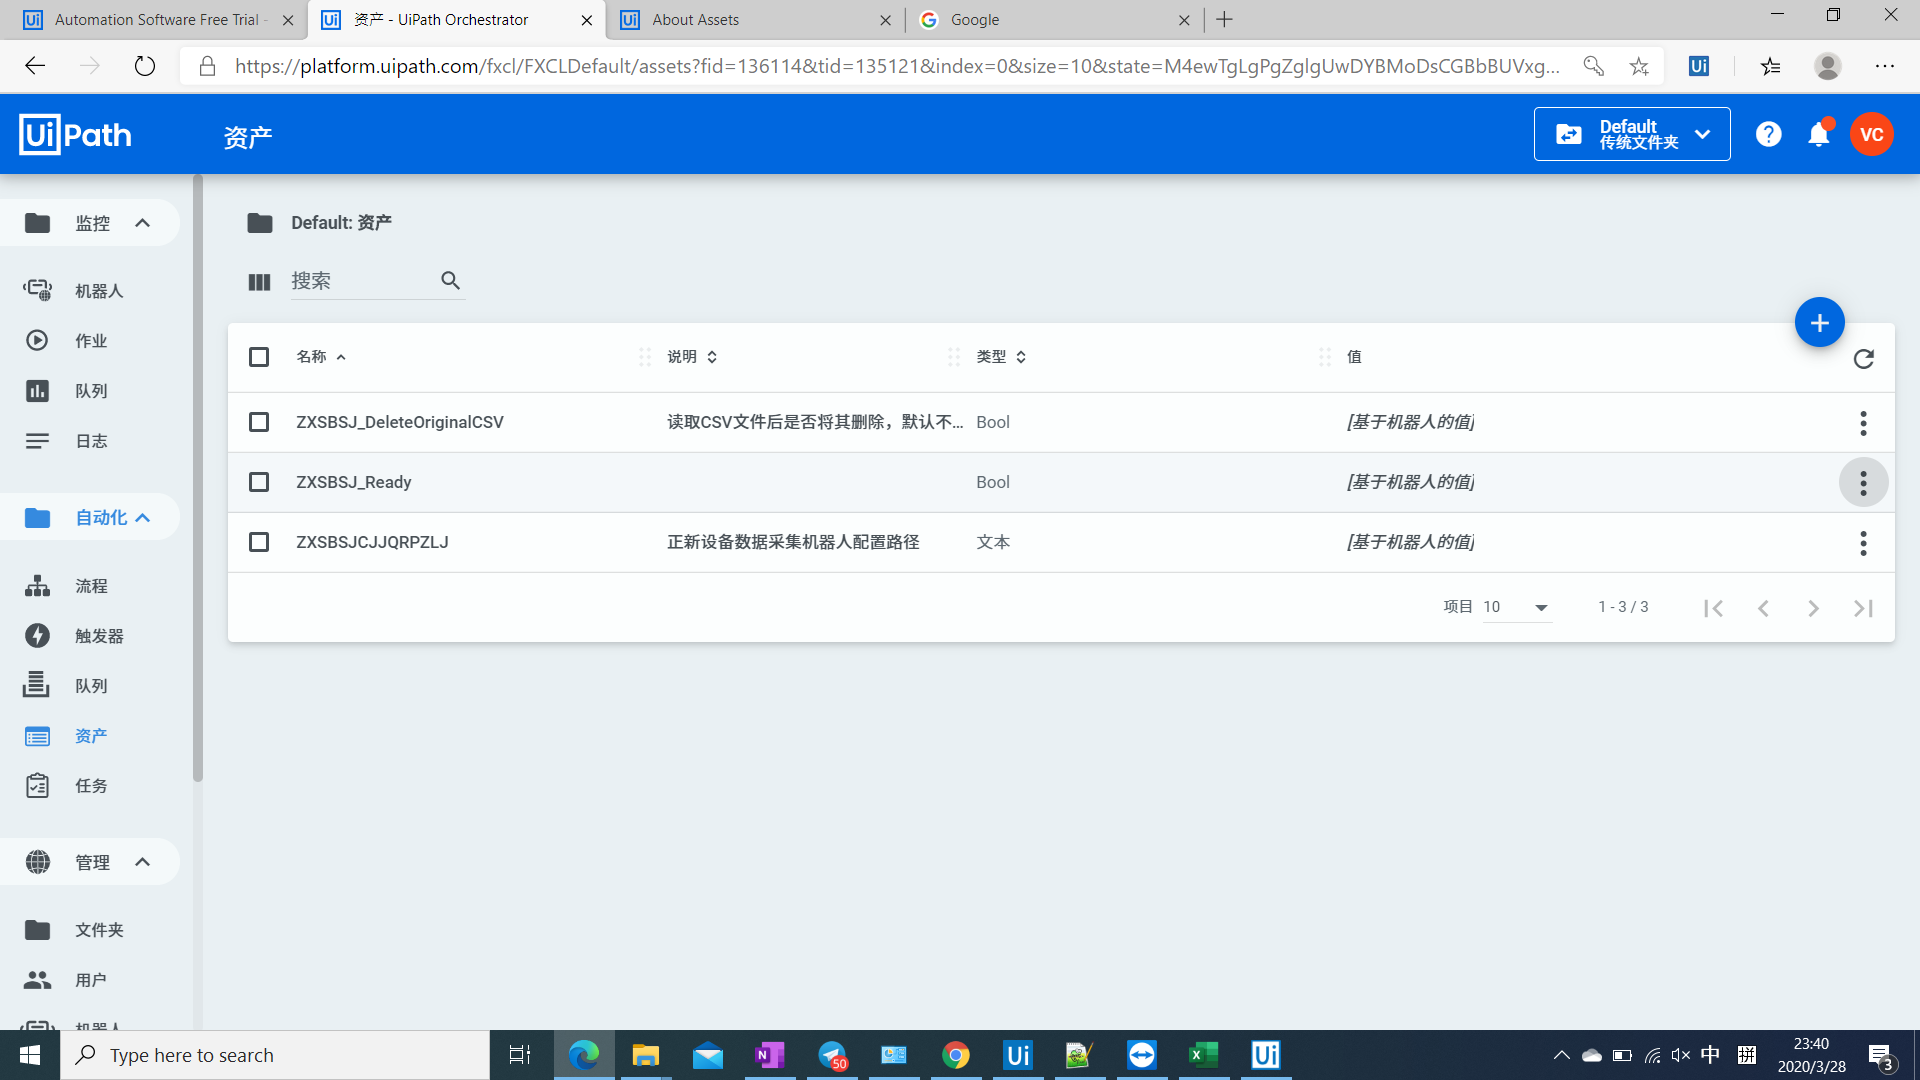 Automation Software Free Trial -
资产 - UiPath Orchestrator
About Assets
Google
https://platform.uipath.com/fxcl/FXCLDefault/assets?fid=136114&tid=135121&index=0&size=10&state=M4ewTgLgPgZglgUwDYBMoDsCGBbBUVxg...
Ui
UiPath
资产
Default
传统文件夹
VC
监控
机器人
作业
队列
日志
自动化
流程
触发器
队列
资产
任务
管理
文件夹
用户
机器人
Default: 资产
搜索
名称
说明
类型
值
ZXSBSJ_DeleteOriginalCSV
读取CSV文件后是否将其删除，默认不...
Bool
[基于机器人的值]
ZXSBSJ_Ready
Bool
[基于机器人的值]
ZXSBSJCJJQRPZLJ
正新设备数据采集机器人配置路径
文本
[基于机器人的值]
项目 10
1 - 3 / 3
Type here to search
50
中
拼
23:40
2020/3/28
3